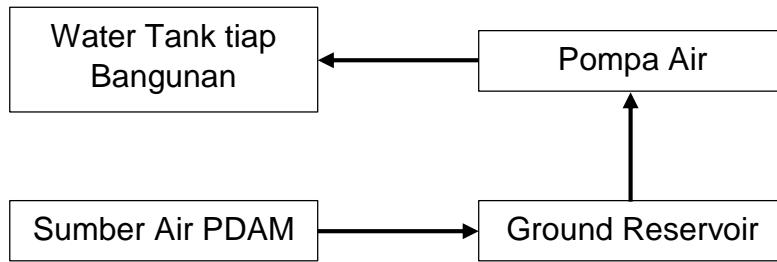 Water Tank tiap
Bangunan
Pompa Air
Sumber Air PDAM
Ground Reservoir